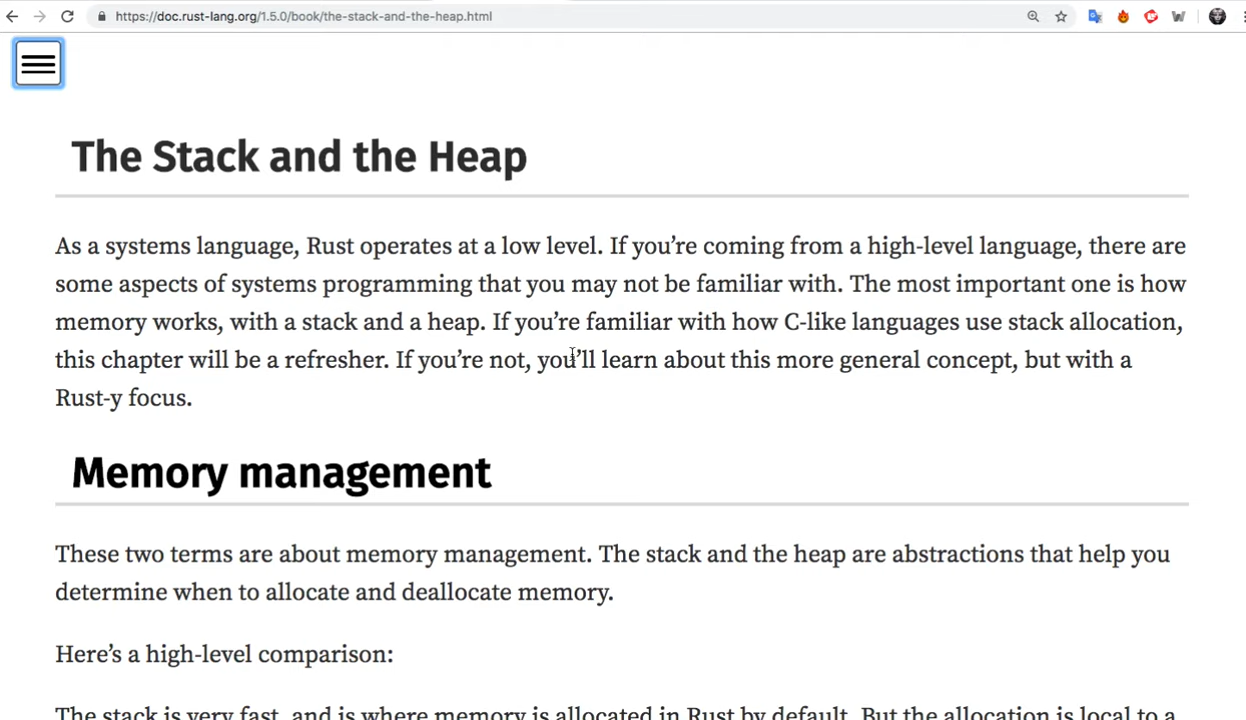 https://doc.rust-lang.org/1.5.0/book/the-stack-and-the-heap.html
The Stack and the Heap
As a systems language, Rust operates at a low level. If you’re coming from a high-level language, there are
some aspects of systems programming that you may not be familiar with. The most important one is how
memory works, with a stack and a heap. If you’re familiar with how C-like languages use stack allocation,
this chapter will be a refresher. If you’re not, you’ll learn about this more general concept, but with a
Rust-y focus.
Memory management
These two terms are about memory management. The stack and the heap are abstractions that help you
determine when to allocate and deallocate memory.
Here’s a high-level comparison:
The stack is very fast, and is where memory is allocated in Rust by default. But the allocation is local to a